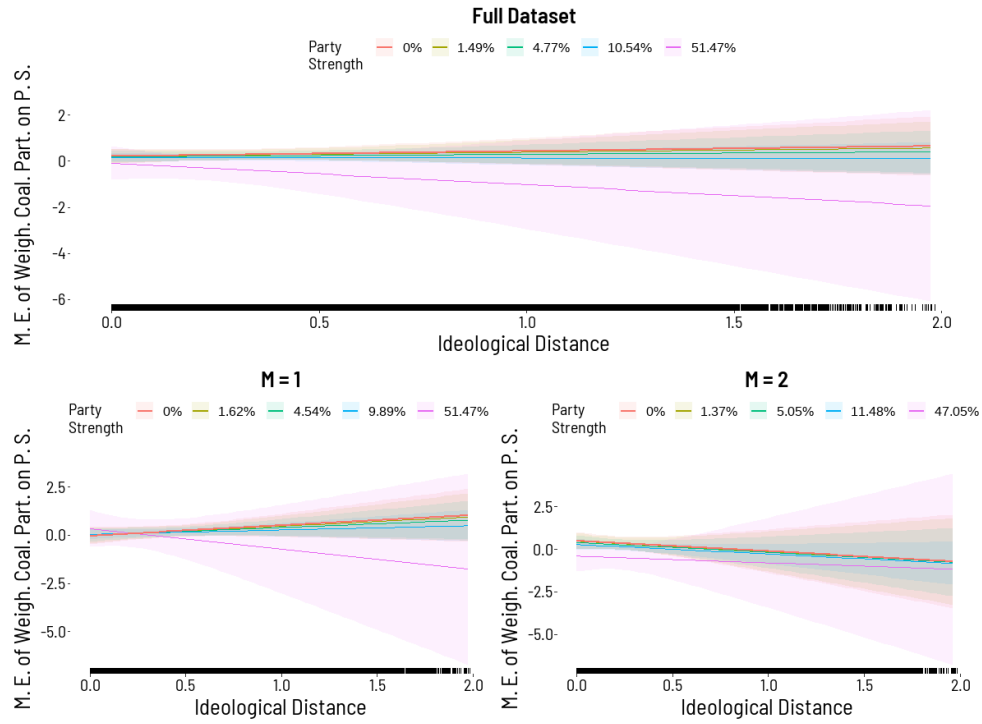 Full Dataset
Party Strength 0% 1.49% 4.77% 10.54% 51.47%
M. E. of Weigh. Coal. Part. on P. S.
2
0
-2
-4
-6
0.0 0.5 1.0 1.5 2.0
Ideological Distance
M = 1
Party Strength 0% 1.62% 4.54% 9.89% 51.47%
M. E. of Weigh. Coal. Part. on P. S.
2.5
0.0
-2.5
-5.0
0.0 0.5 1.0 1.5 2.0
Ideological Distance
M = 2
Party Strength 0% 1.37% 5.05% 11.48% 47.05%
M. E. of Weigh. Coal. Part. on P. S.
2.5
0.0
-2.5
-5.0
0.0 0.5 1.0 1.5 2.0
Ideological Distance